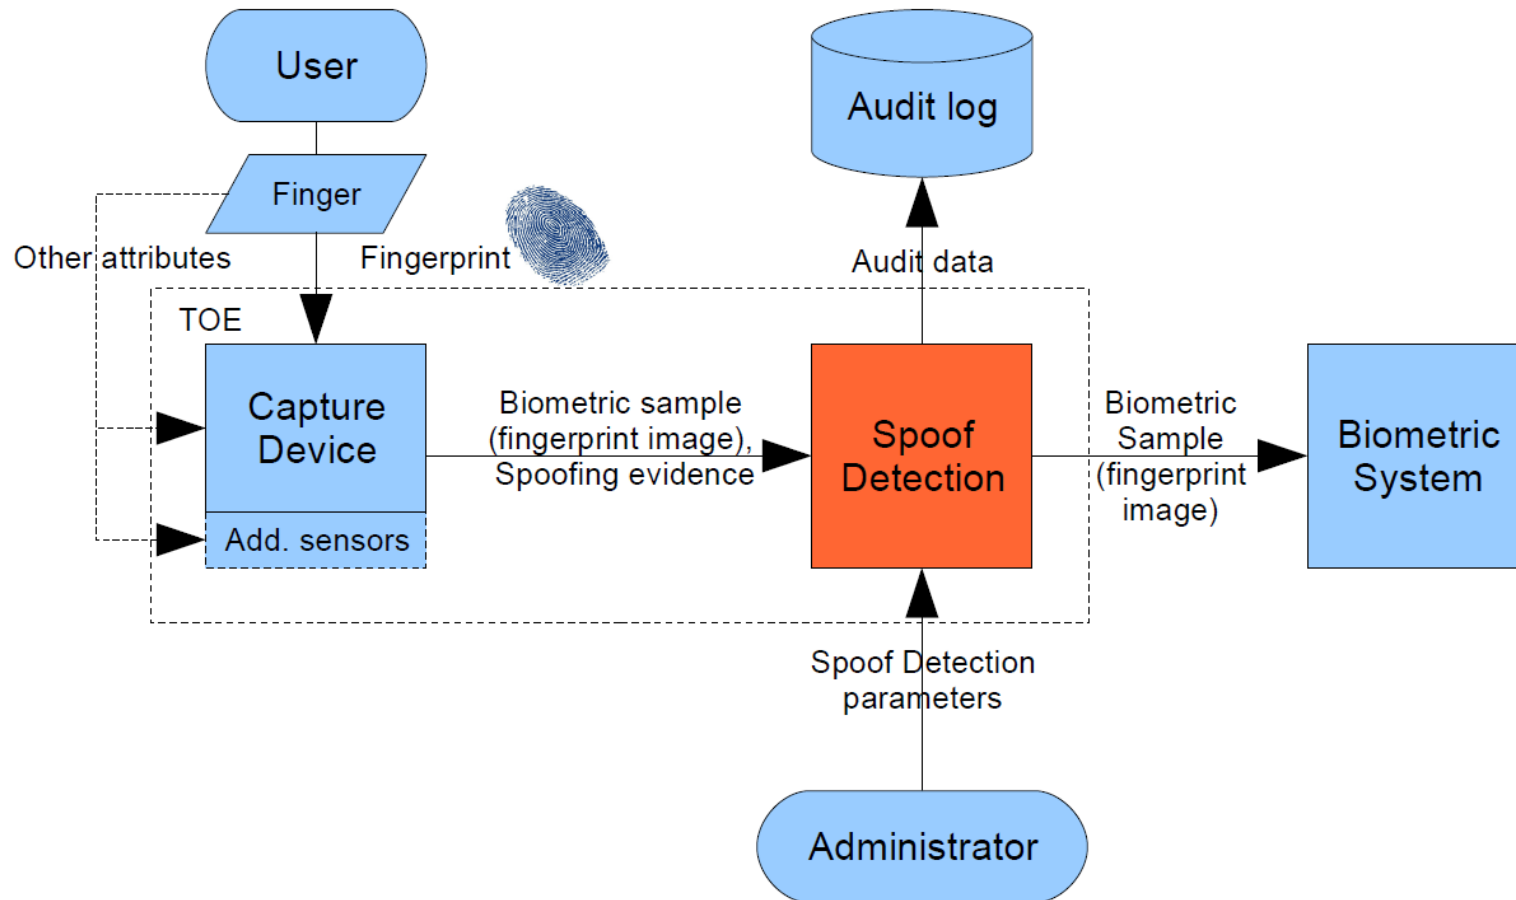 User
Audit log
Finger
Other attributes
Fingerprint
Audit data
TOE
Capture
Device
Add. sensors
Biometric sample
(fingerprint image),
Spoofing evidence
Spoof
Detection
Biometric
Sample
(fingerprint
image)
Biometric
System
Spoof Detection
parameters
Administrator